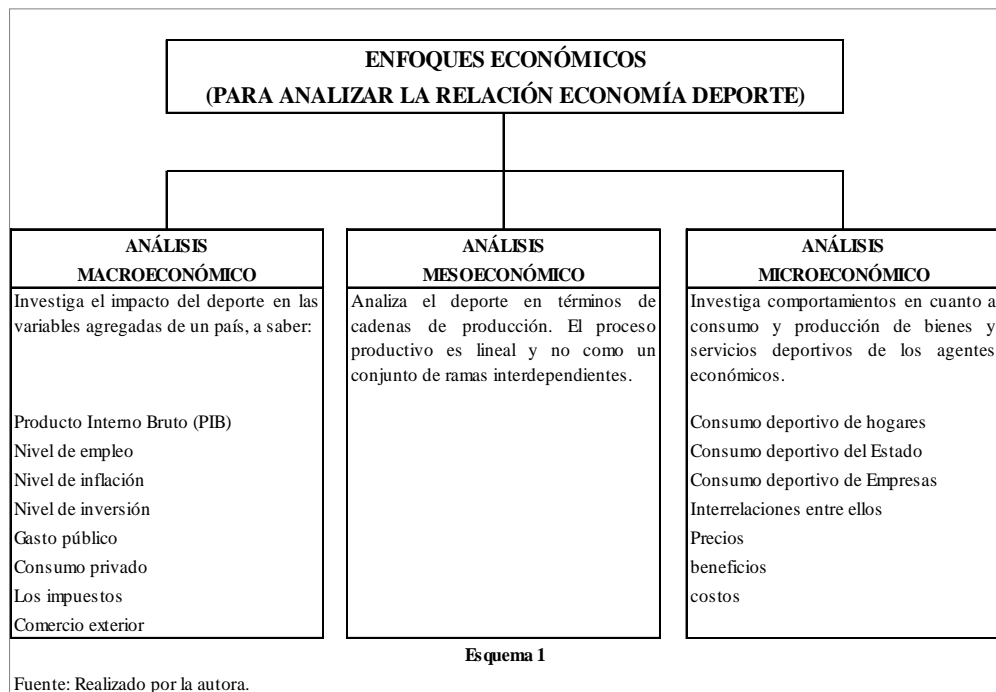 ENFOQUES ECONÓMICOS
(PARA ANALIZAR LA RELACIÓN ECONOMÍA DEPORTE)
ANÁLISIS
MACROECONÓMICO
Investiga el impacto del deporte en las
variables agregadas de un país, a saber:
Producto Interno Bruto (PIB)
Nivel de empleo
Nivel de inflación
Nivel de inversión
Gasto público
Consumo privado
Los impuestos
Comercio exterior
ANÁLISIS
MESOECONÓMICO
Analiza el deporte en términos de
cadenas de producción. El proceso
productivo es lineal y no como un
conjunto de ramas interdependientes.
ANÁLISIS
MICROECONÓMICO
Investiga comportamientos en cuanto a
consumo y producción de bienes y
servicios deportivos de los agentes
económicos.
Consumo deportivo de hogares
Consumo deportivo del Estado
Consumo deportivo de Empresas
Interrelaciones entre ellos
Precios
beneficios
costos
Esquema 1
Fuente: Realizado por la autora.